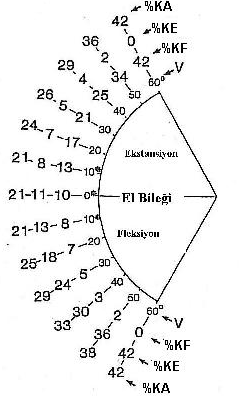 42 %KA
0 %KE
42 %KF
60° V
36 2 34 50
29 4 25 40
26-5-21 30
24-7-17 20
21-8-13-10°
21-11-10-0°
21-13-8-10°
25-18-7 20
29-24-5 30
33-30-3 40
38 36 2 50
Ekstansiyon
El Bileği
Fleksiyon
60° V
0 %KF
42 %KE
42 %KA